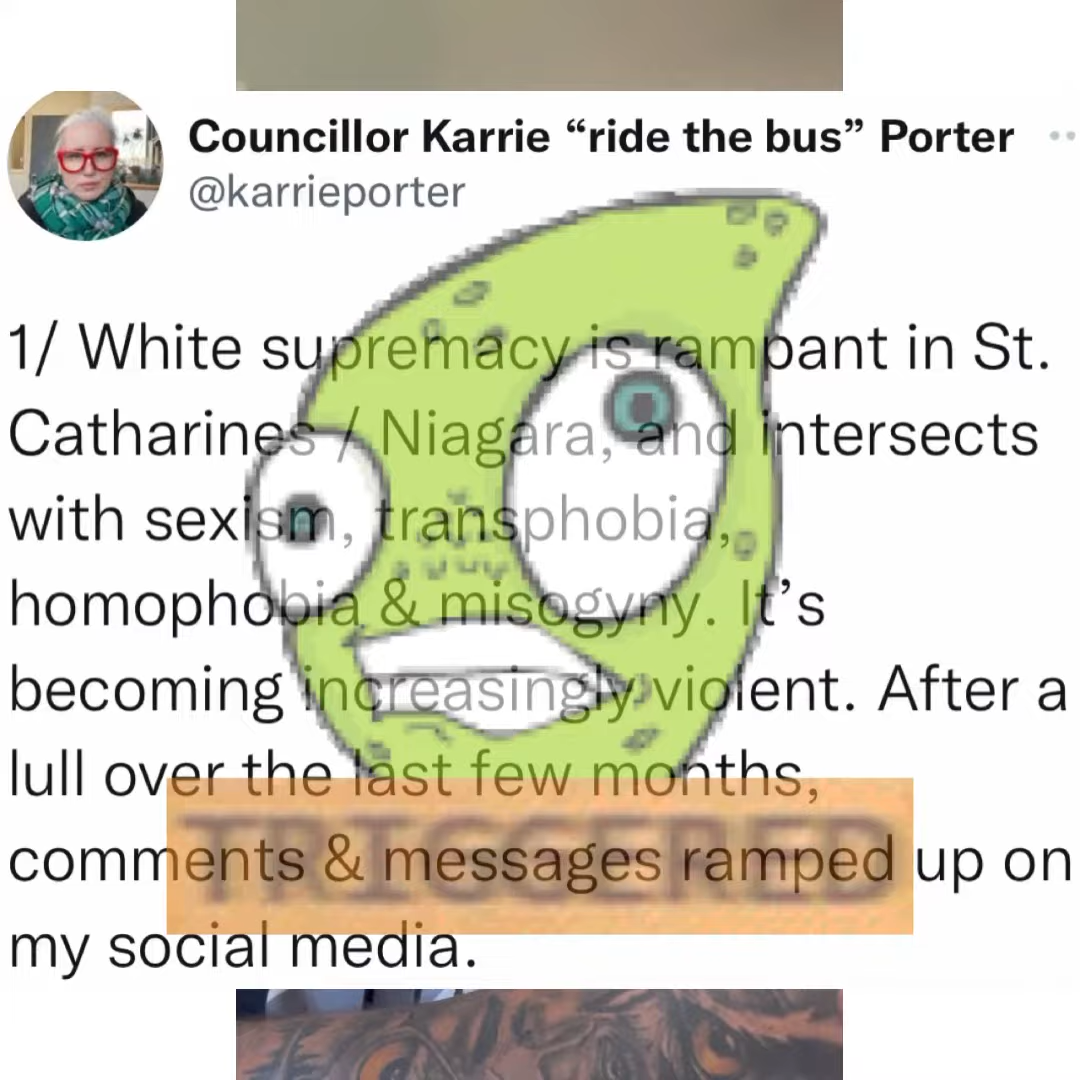 Councillor Karrie “ride the bus” Porter
@karrieporter
1/ White supremacy is rampant in St.
Catharines / Niagara, and intersects
with sexism, transphobia,
homophobia & misogyny. It’s
becoming increasingly violent. After a
lull over the last few months,
TRIGGERED
comments & messages ramped up on
my social media.